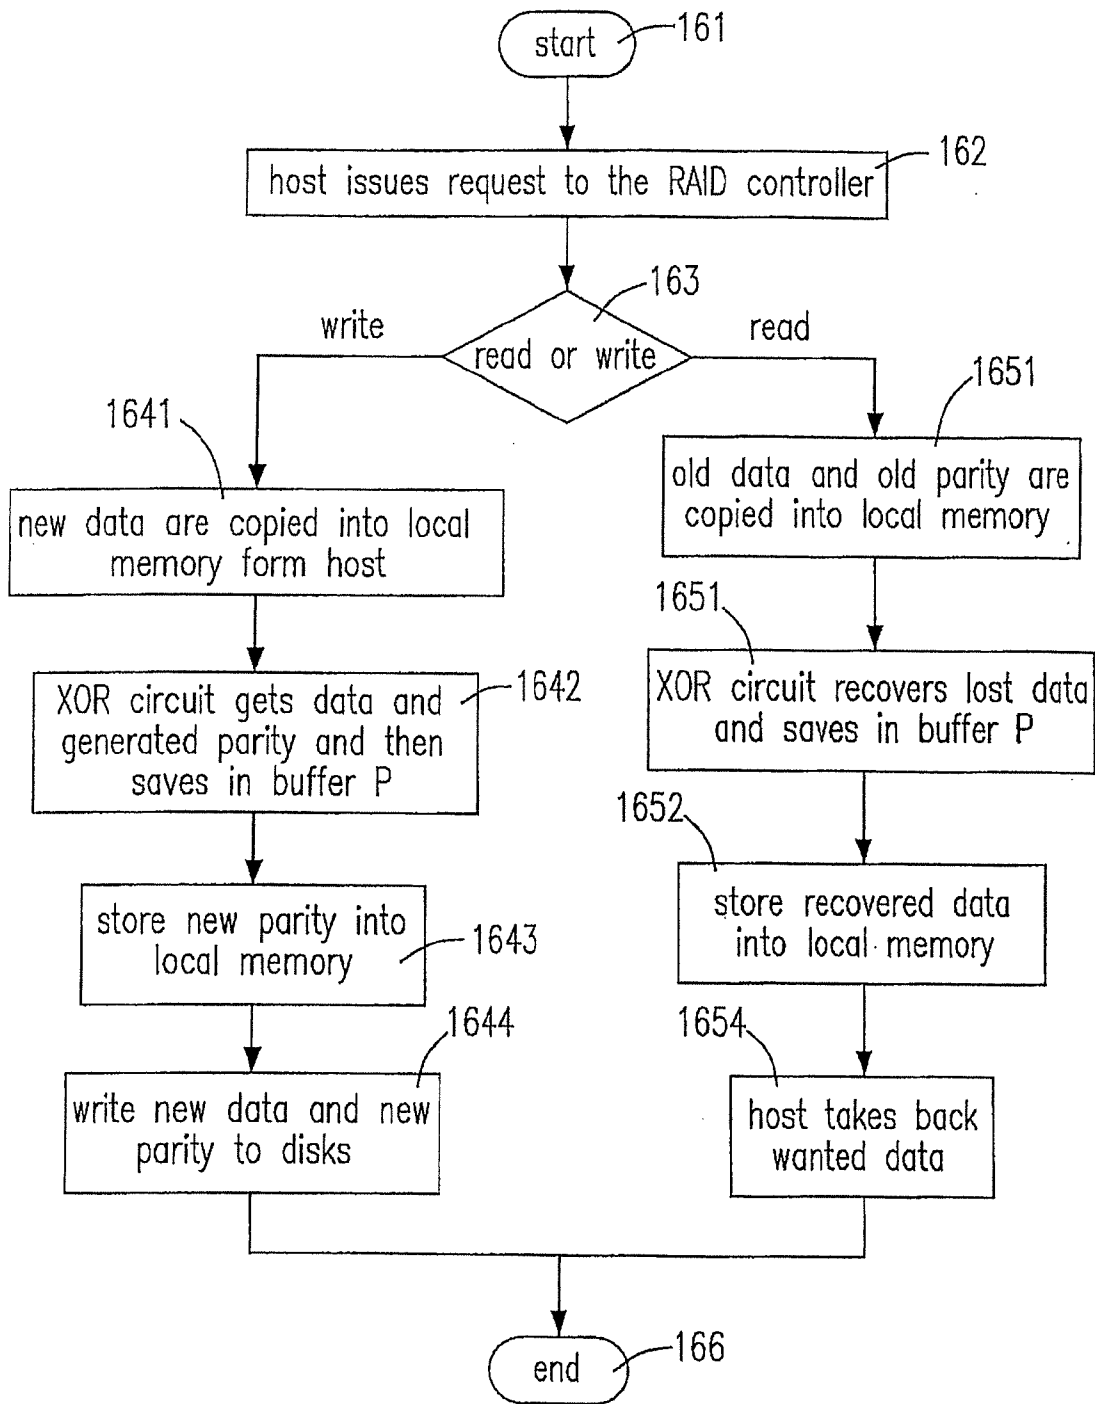 start
161
host issues request to the RAID controller
162
163
read or write
write
read
1641
new data are copied into local
memory form host
XOR circuit gets data and
generated parity and then
saves in buffer P
1642
store new parity into
local memory
1643
1644
write new data and new
parity to disks
1651
old data and old parity are
copied into local memory
1651
XOR circuit recovers lost data
and saves in buffer P
1652
store recovered data
into local memory
1654
host takes back
wanted data
end
166